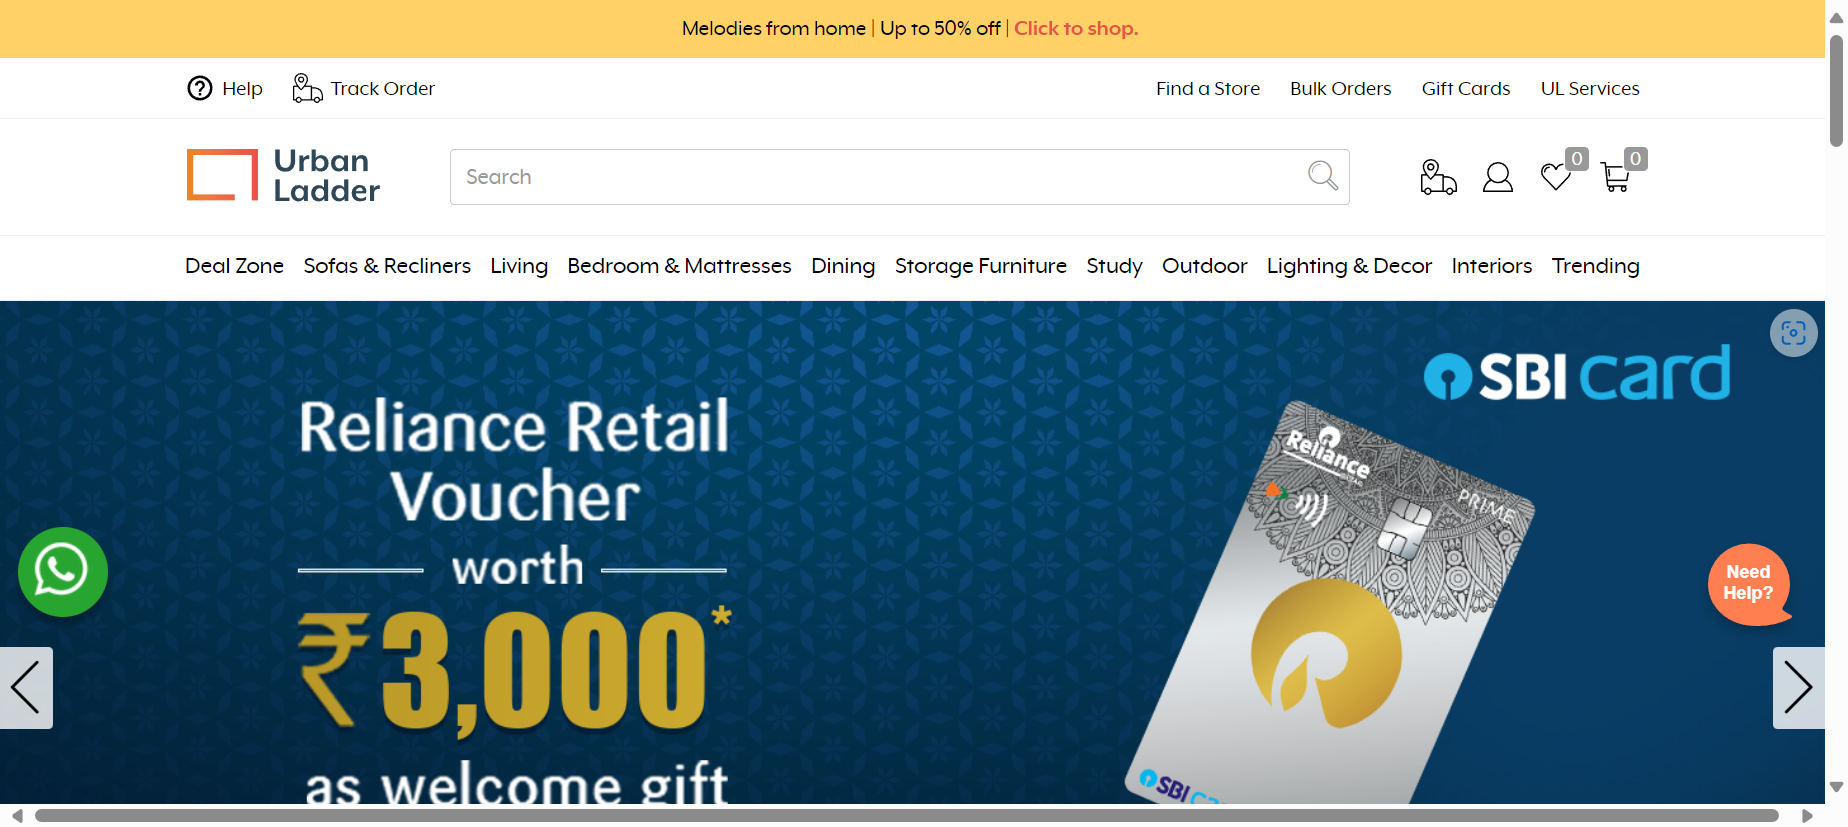 Melodies from home | Up to 50% off | Click to shop.
Help Track Order Find a Store Bulk Orders Gift Cards UL Services
Urban
Ladder
Search
0 0
Deal Zone Sofas & Recliners Living Bedroom & Mattresses Dining Storage Furniture Study Outdoor Lighting & Decor Interiors Trending
SBI card
Reliance Retail
Voucher
worth
₹3,000*
as welcome gift
Reliance
PRIME
SBI card
Need
Help?